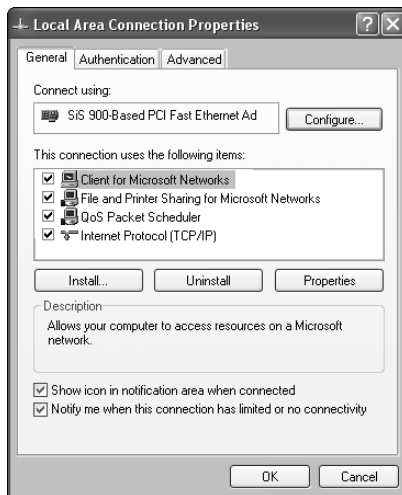 Local Area Connection Properties
General Authentication Advanced
Connect using:
SiS 900-Based PCI Fast Ethernet Ad
Configure...
This connection uses the following items:
Client for Microsoft Networks
File and Printer Sharing for Microsoft Networks
QoS Packet Scheduler
Internet Protocol (TCP/IP)
Install... Uninstall Properties
Description
Allows your computer to access resources on a Microsoft
network.
Show icon in notification area when connected
Notify me when this connection has limited or no connectivity
OK Cancel